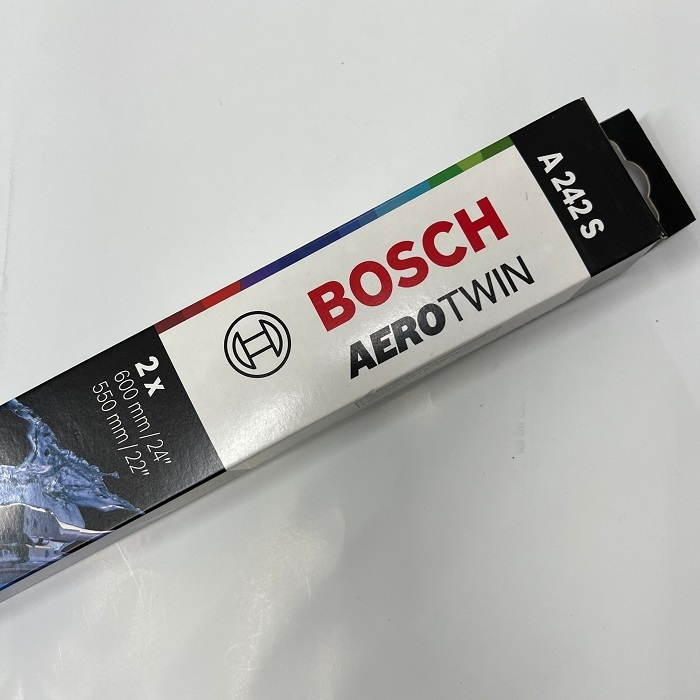 A 242 S
BOSCH
AEROTWIN
2 x
600 mm / 24"
550 mm / 22"